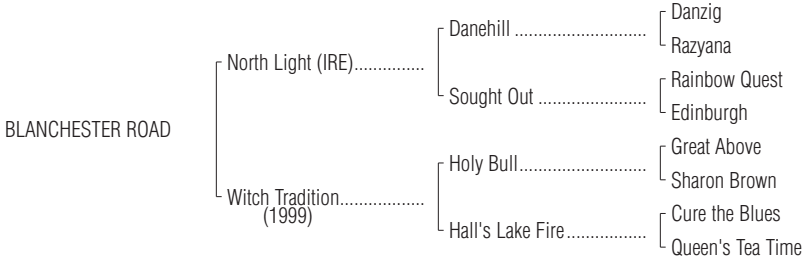 Danzig
Danehill ..........................
Razyana
North Light (IRE)...............
Rainbow Quest
Sought Out ......................
Edinburgh
BLANCHESTER ROAD
Great Above
Holy Bull..........................
Sharon Brown
Witch Tradition..................
(1999)
Cure the Blues
Hall's Lake Fire................
Queen's Tea Time